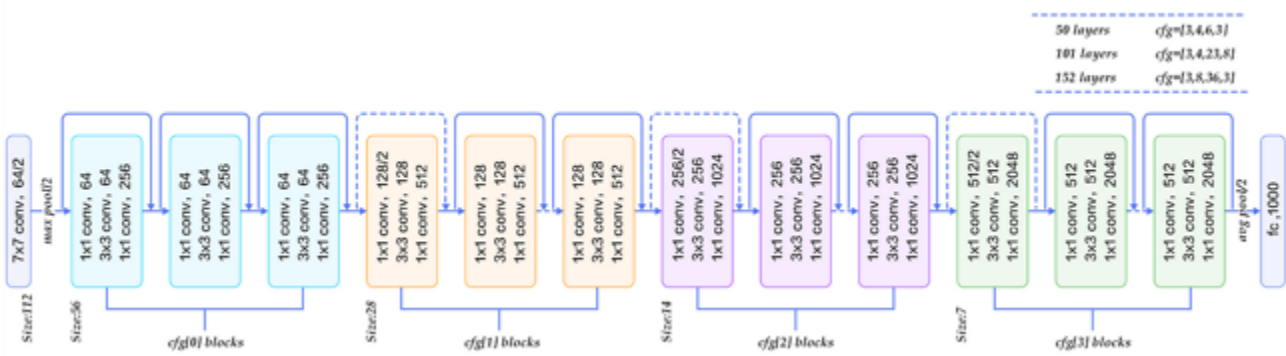 50 layers cfg=[3,4,6,3]
101 layers cfg=[3,4,23,8]
152 layers cfg=[3,8,36,3]
7x7 conv, 64/2
max pool/2
1x1 conv, 64
3x3 conv, 64
1x1 conv, 256
1x1 conv, 64
3x3 conv, 64
1x1 conv, 256
1x1 conv, 64
3x3 conv, 64
1x1 conv, 256
1x1 conv, 128/2
3x3 conv, 128
1x1 conv, 512
1x1 conv, 128
3x3 conv, 128
1x1 conv, 512
1x1 conv, 128
3x3 conv, 128
1x1 conv, 512
1x1 conv, 256/2
3x3 conv, 256
1x1 conv, 1024
1x1 conv, 256
3x3 conv, 256
1x1 conv, 1024
1x1 conv, 256
3x3 conv, 256
1x1 conv, 1024
1x1 conv, 512/2
3x3 conv, 512
1x1 conv, 2048
1x1 conv, 512
3x3 conv, 512
1x1 conv, 2048
1x1 conv, 512
3x3 conv, 512
1x1 conv, 2048
avg pool/2
fc ,1000
Size:112
Size:56
Size:28
Size:14
Size:7
cfg[0] blocks
cfg[1] blocks
cfg[2] blocks
cfg[3] blocks